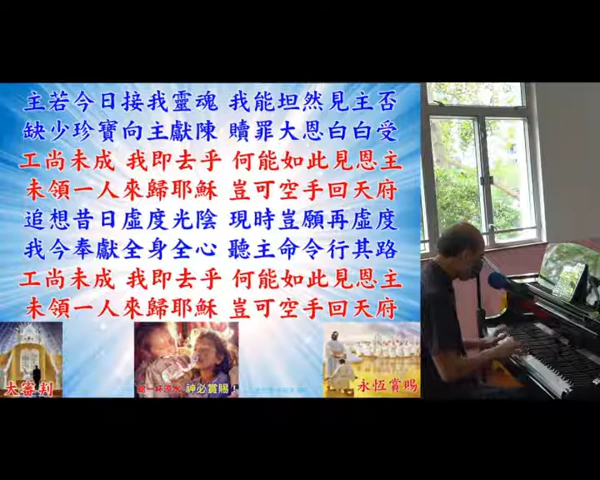 主若今日接我靈魂 我能坦然見主否
缺少珍寶向主獻陳 贖罪大恩白白受
工尚未成 我即去乎 何能如此見恩主
未領一人來歸耶穌 豈可空手回天府
追想昔日虛度光陰 現時豈願再虛度
我今奉獻全身全心 聽主命令行其路
工尚未成 我即去乎 何能如此見恩主
未領一人來歸耶穌 豈可空手回天府
大審判
神必賞賜！
永恆賞賜